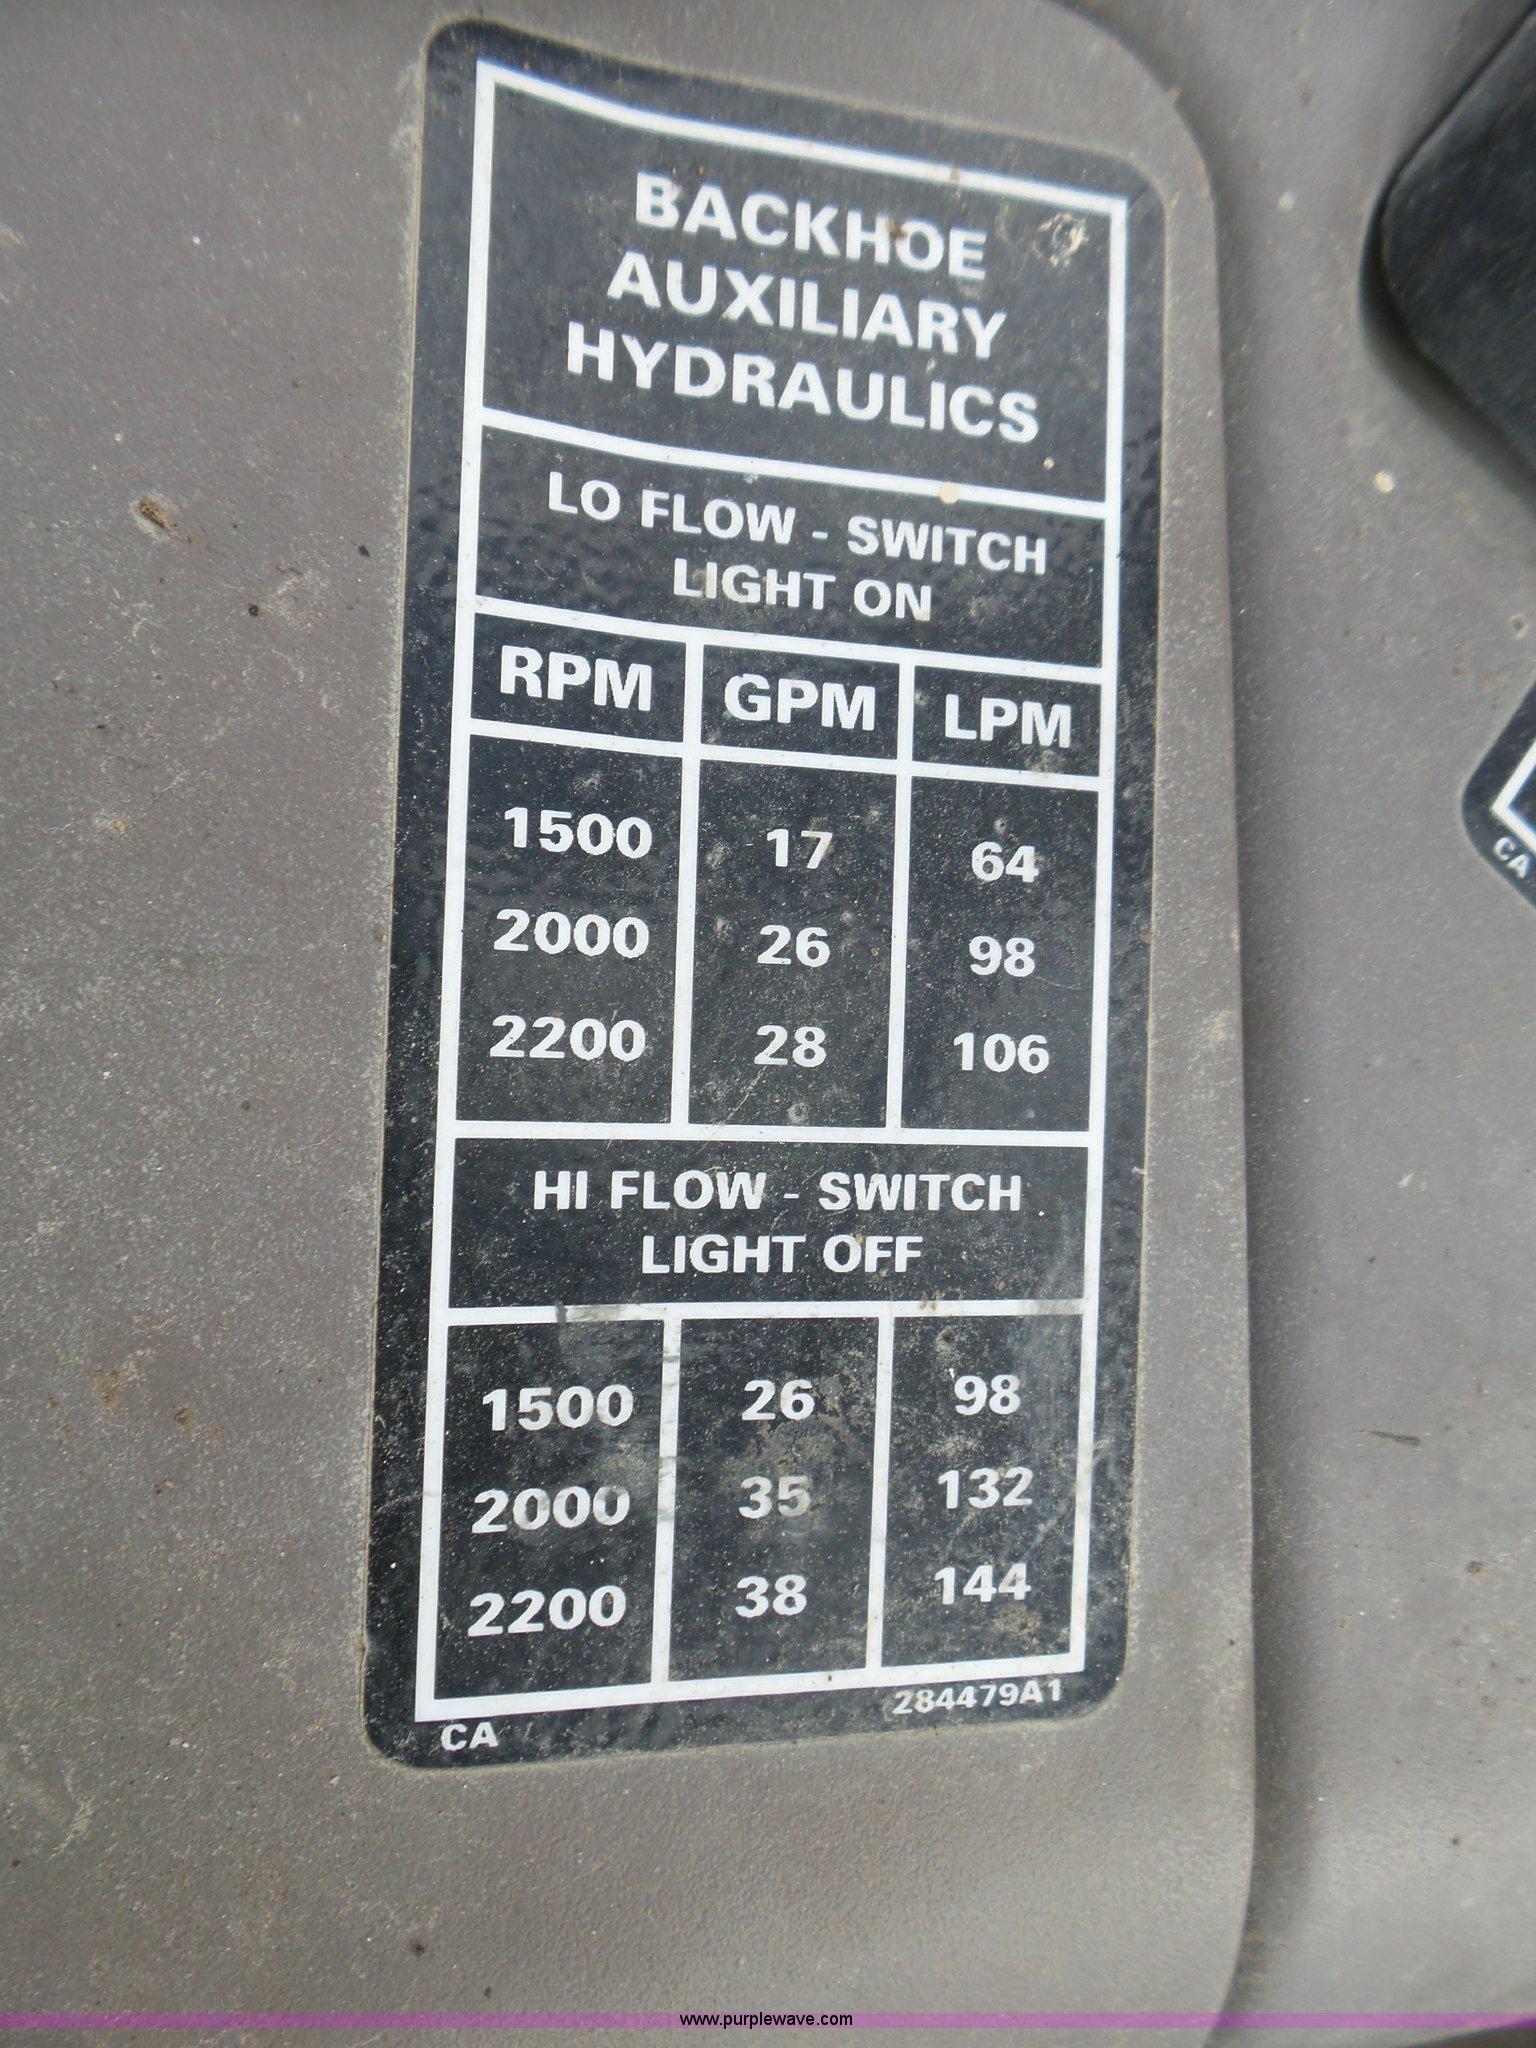 BACKHOE
AUXILIARY
HYDRAULICS
LO FLOW - SWITCH
LIGHT ON
RPM GPM LPM
1500 17 64
2000 26 98
2200 28 106
HI FLOW - SWITCH
LIGHT OFF
1500 26 98
2000 35 132
2200 38 144
CA 284479A1
CA
www.purplewave.com